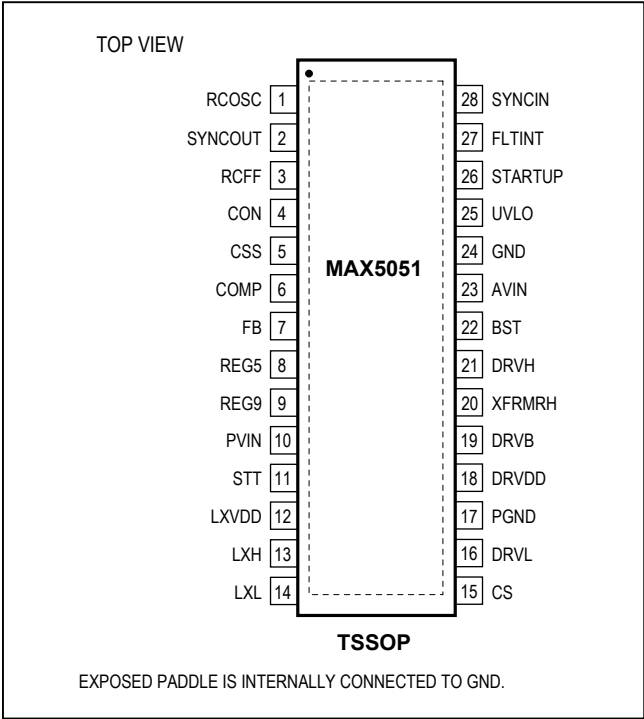 TOP VIEW
RCOSC 1
SYNCOUT 2
RCFF 3
CON 4
CSS 5
COMP 6
FB 7
REG5 8
REG9 9
PVIN 10
STT 11
LXVDD 12
LXH 13
LXL 14
MAX5051
28 SYNCIN
27 FLTINT
26 STARTUP
25 UVLO
24 GND
23 AVIN
22 BST
21 DRVH
20 XFRMRH
19 DRVB
18 DRVDD
17 PGND
16 DRVL
15 CS
TSSOP
EXPOSED PADDLE IS INTERNALLY CONNECTED TO GND.